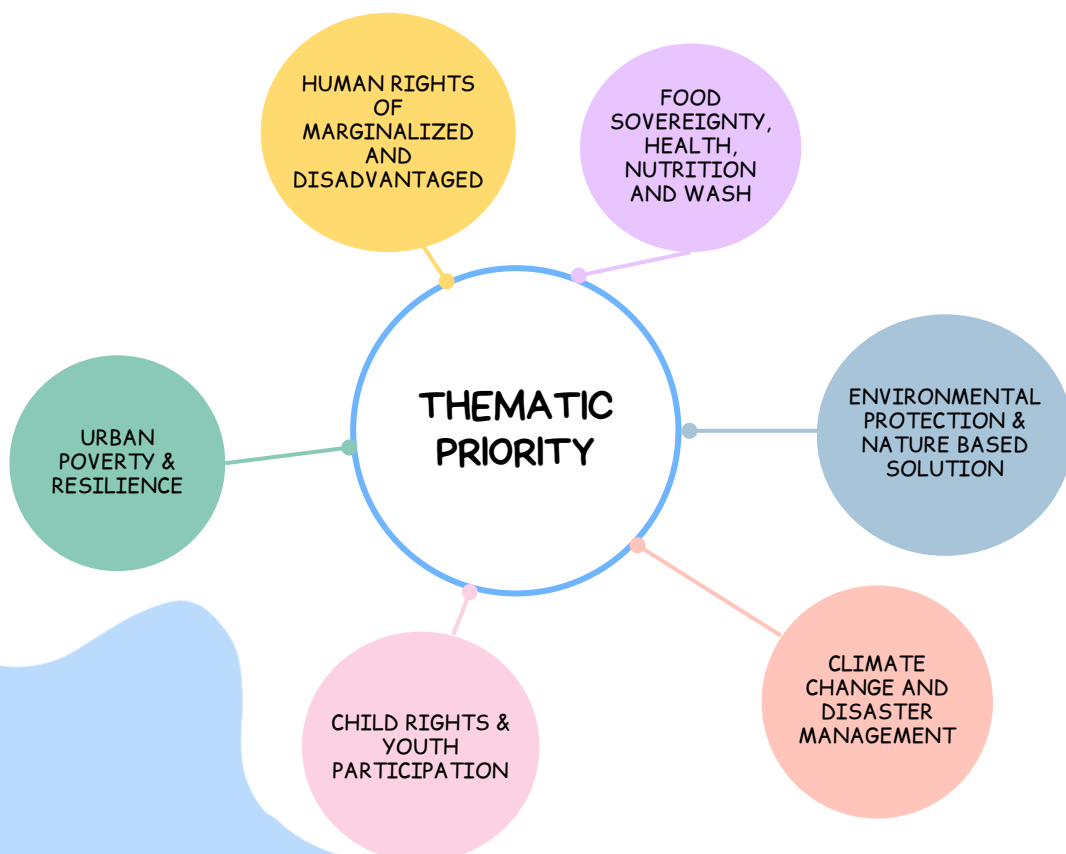 HUMAN RIGHTS
OF
MARGINALIZED
AND
DISADVANTAGED
FOOD
SOVEREIGNTY,
HEALTH,
NUTRITION
AND WASH
THEMATIC
PRIORITY
ENVIRONMENTAL
PROTECTION &
NATURE BASED
SOLUTION
URBAN
POVERTY &
RESILIENCE
CLIMATE
CHANGE AND
DISASTER
MANAGEMENT
CHILD RIGHTS &
YOUTH
PARTICIPATION